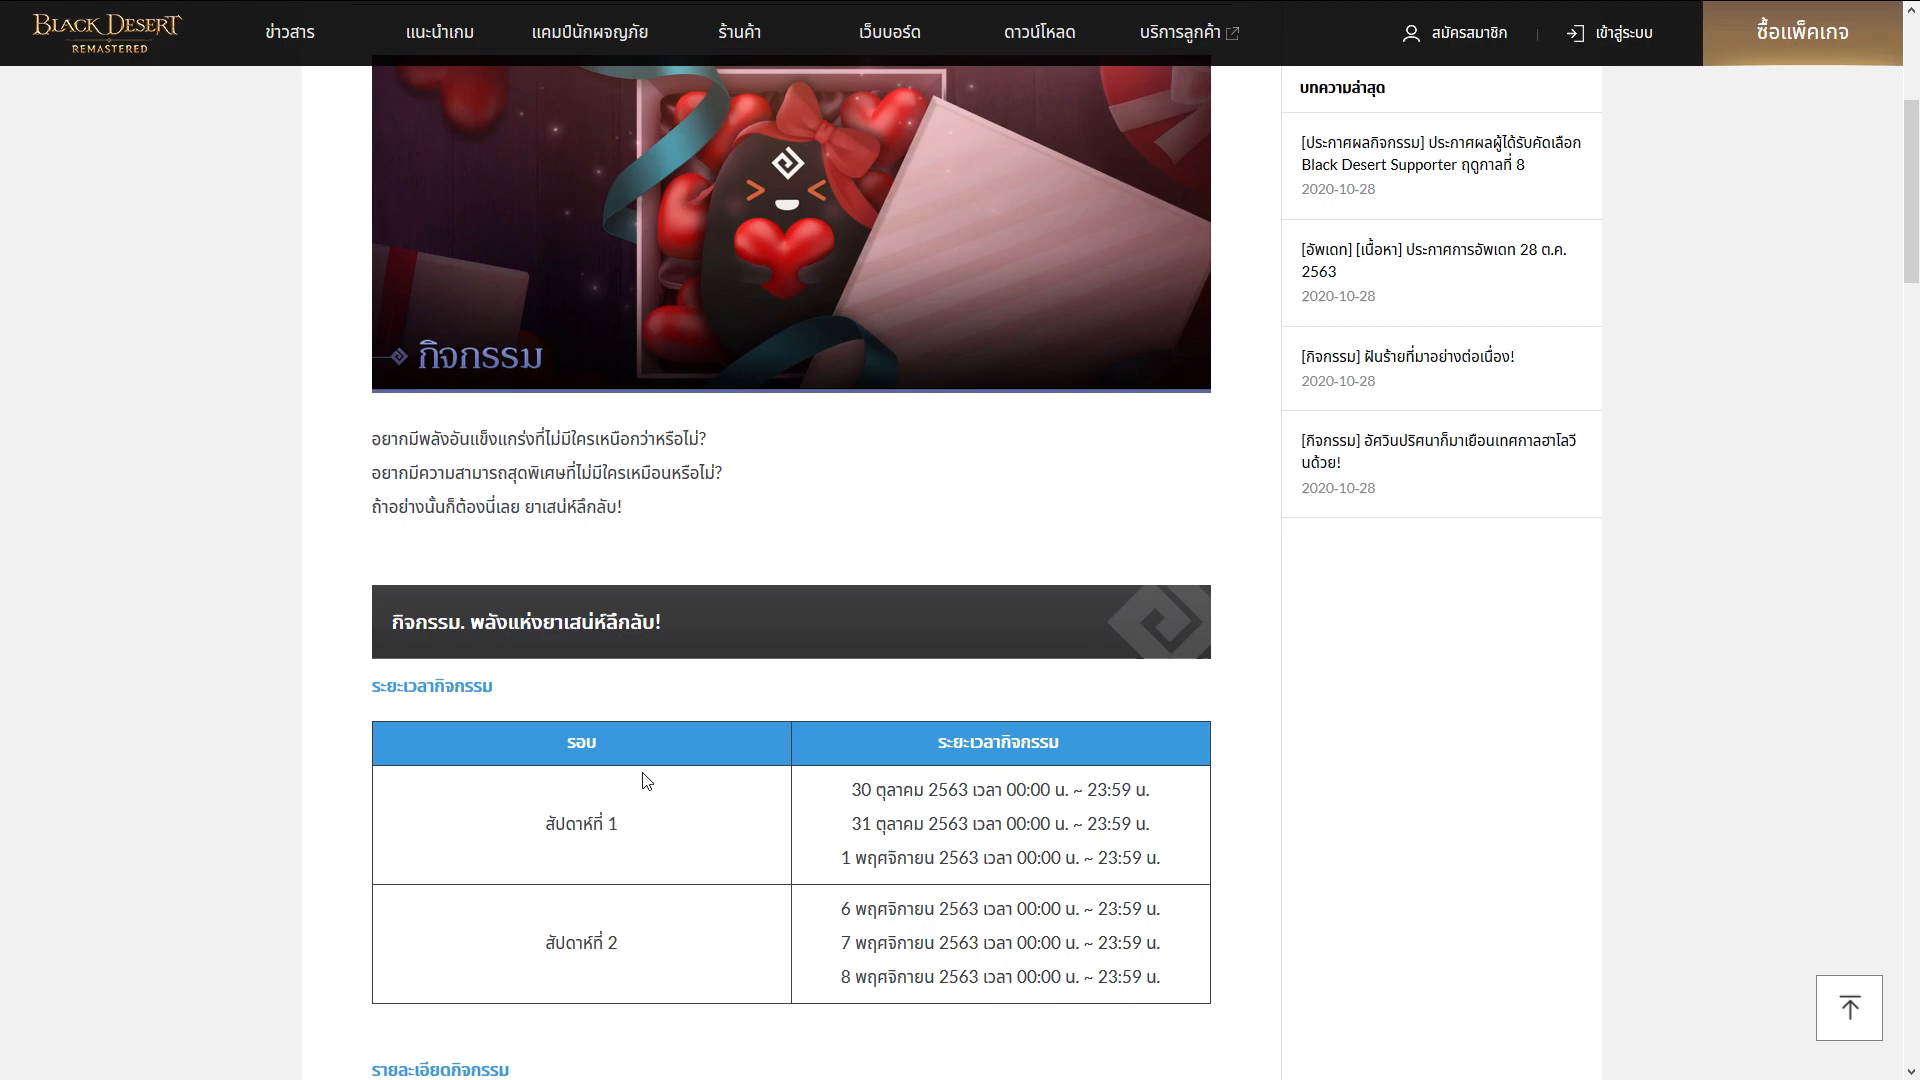 BLACK DESERT
REMASTERED
ข่าวสาร
แนะนำเกม
แคมป์นักผจญภัย
ร้านค้า
เว็บบอร์ด
ดาวน์โหลด
บริการลูกค้า
สมัครสมาชิก
เข้าสู่ระบบ
ซื้อแพ็คเกจ
กิจกรรม
อยากมีพลังอันแข็งแกร่งที่ไม่มีใครเหนือกว่าหรือไม่?
อยากมีความสามารถสุดพิเศษที่ไม่มีใครเหมือนหรือไม่?
ถ้าอย่างนั้นก็ต้องนี่เลย ยาเสน่ห์ลึกลับ!
กิจกรรม. พลังแห่งยาเสน่ห์ลึกลับ!
ระยะเวลากิจกรรม
รอบ
ระยะเวลากิจกรรม
สัปดาห์ที่ 1
30 ตุลาคม 2563 เวลา 00:00 น. ~ 23:59 น.
31 ตุลาคม 2563 เวลา 00:00 น. ~ 23:59 น.
1 พฤศจิกายน 2563 เวลา 00:00 น. ~ 23:59 น.
สัปดาห์ที่ 2
6 พฤศจิกายน 2563 เวลา 00:00 น. ~ 23:59 น.
7 พฤศจิกายน 2563 เวลา 00:00 น. ~ 23:59 น.
8 พฤศจิกายน 2563 เวลา 00:00 น. ~ 23:59 น.
รายละเอียดกิจกรรม
บทความล่าสุด
[ประกาศผลกิจกรรม] ประกาศผลผู้ได้รับคัดเลือก
Black Desert Supporter ฤดูกาลที่ 8
2020-10-28
[อัพเดท] [เนื้อหา] ประกาศการอัพเดท 28 ต.ค.
2563
2020-10-28
[กิจกรรม] ฝันร้ายที่มาอย่างต่อเนื่อง!
2020-10-28
[กิจกรรม] อัศวินปริศนาก็มาเยือนเทศกาลฮาโลวี
นด้วย!
2020-10-28